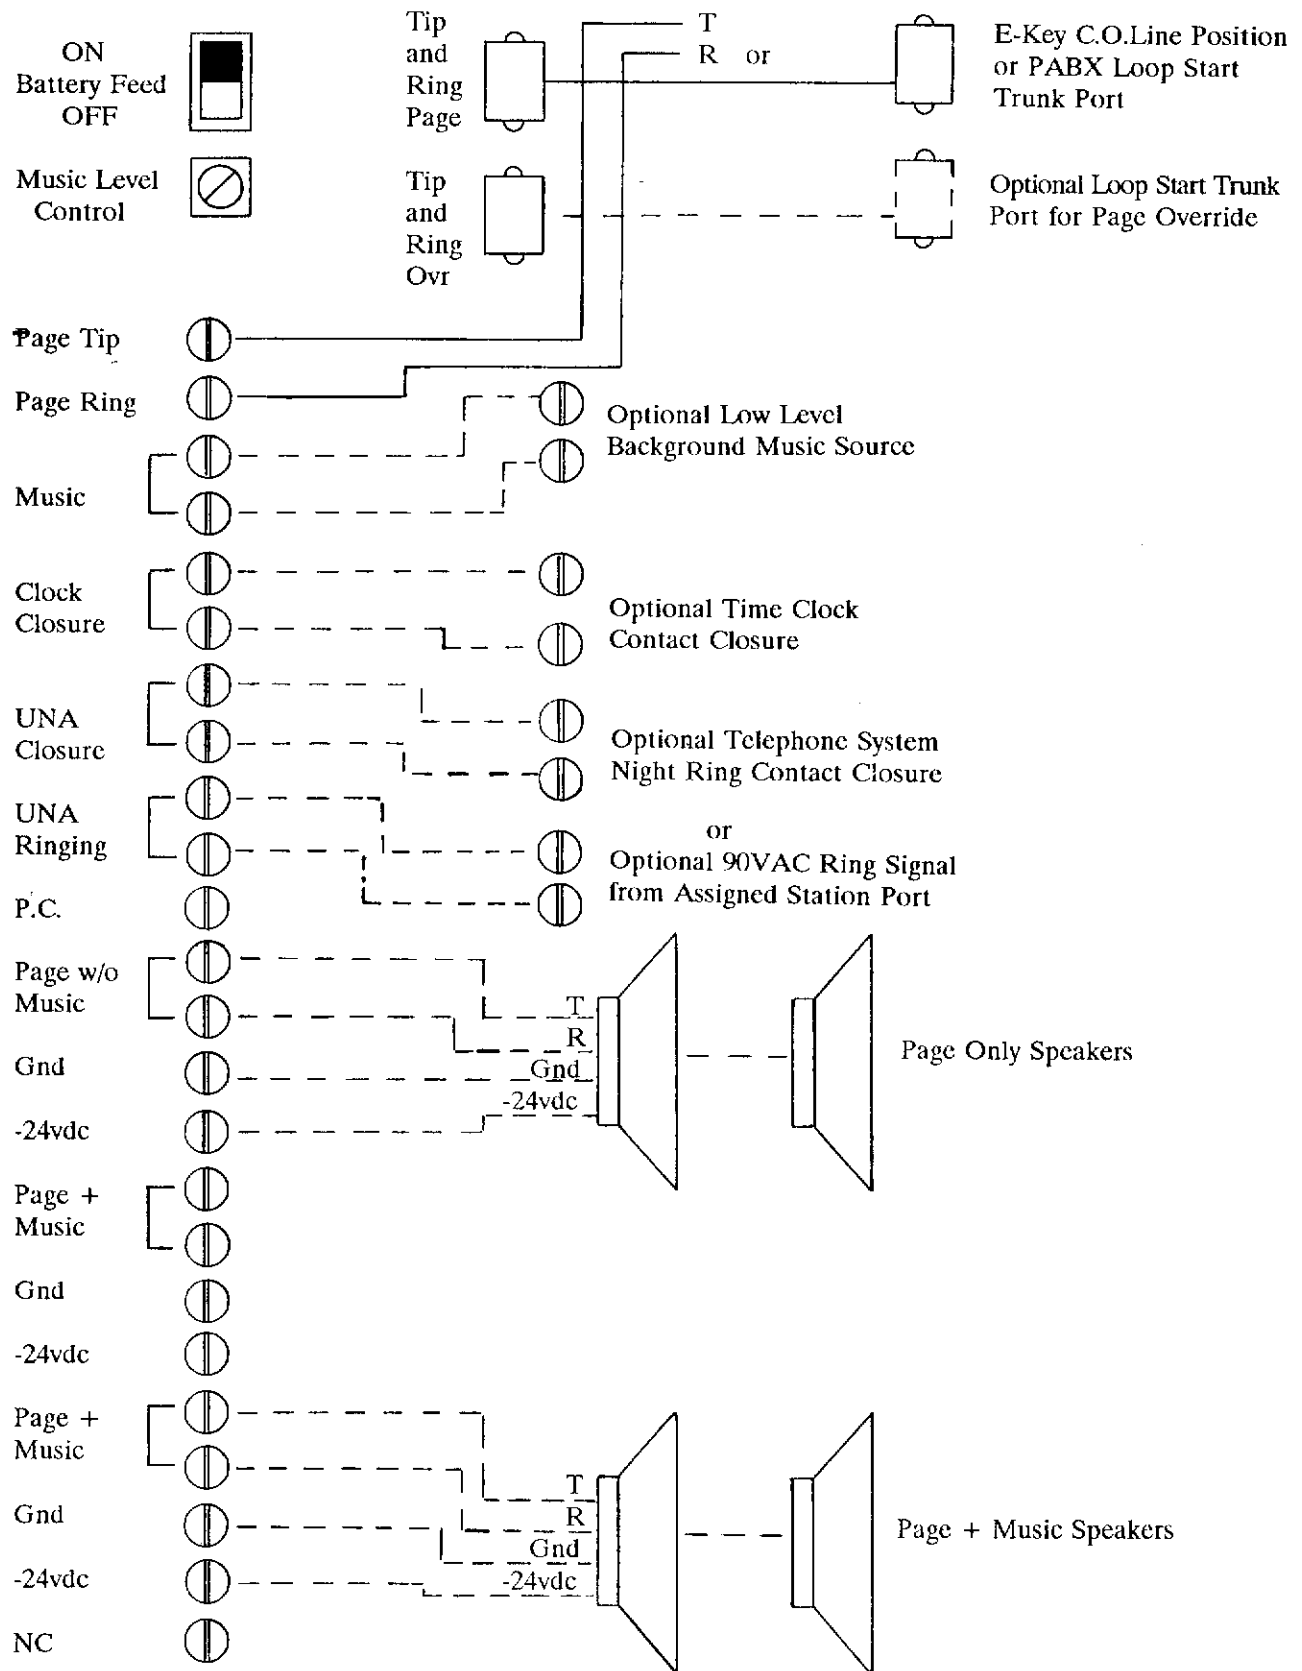 ON
Battery Feed
OFF
Music Level
Control
Tip
and
Ring
Page
T
R or
E-Key C.O.Line Position
or PABX Loop Start
Trunk Port
Tip
and
Ring
Ovr
Optional Loop Start Trunk
Port for Page Override
Page Tip
Page Ring
Music
Optional Low Level
Background Music Source
Clock
Closure
Optional Time Clock
Contact Closure
UNA
Closure
Optional Telephone System
Night Ring Contact Closure
UNA
Ringing
or
Optional 90VAC Ring Signal
from Assigned Station Port
P.C.
Page w/o
Music
Gnd
-24vdc
T
R
Gnd
-24vdc
Page Only Speakers
Page +
Music
Gnd
-24vdc
Page +
Music
Gnd
-24vdc
NC
T
R
Gnd
-24vdc
Page + Music Speakers